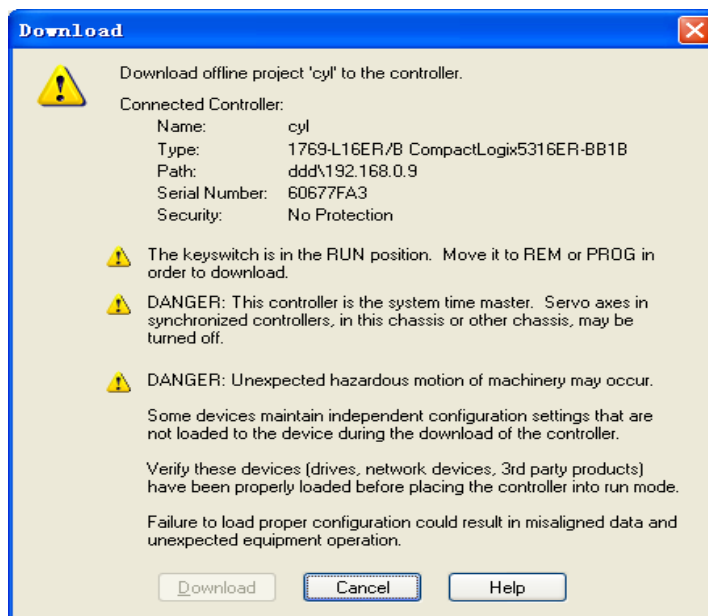 Download
Download offline project 'cyl' to the controller.
Connected Controller:
Name: cyl
Type: 1769-L16ER/B CompactLogix5316ER-BB1B
Path: ddd\192.168.0.9
Serial Number: 60677FA3
Security: No Protection
The keyswitch is in the RUN position. Move it to REM or PROG in
order to download.
DANGER: This controller is the system time master. Servo axes in
synchronized controllers, in this chassis or other chassis, may be
turned off.
DANGER: Unexpected hazardous motion of machinery may occur.
Some devices maintain independent configuration settings that are
not loaded to the device during the download of the controller.
Verify these devices (drives, network devices, 3rd party products)
have been properly loaded before placing the controller into run mode.
Failure to load proper configuration could result in misaligned data and
unexpected equipment operation.
Download Cancel Help